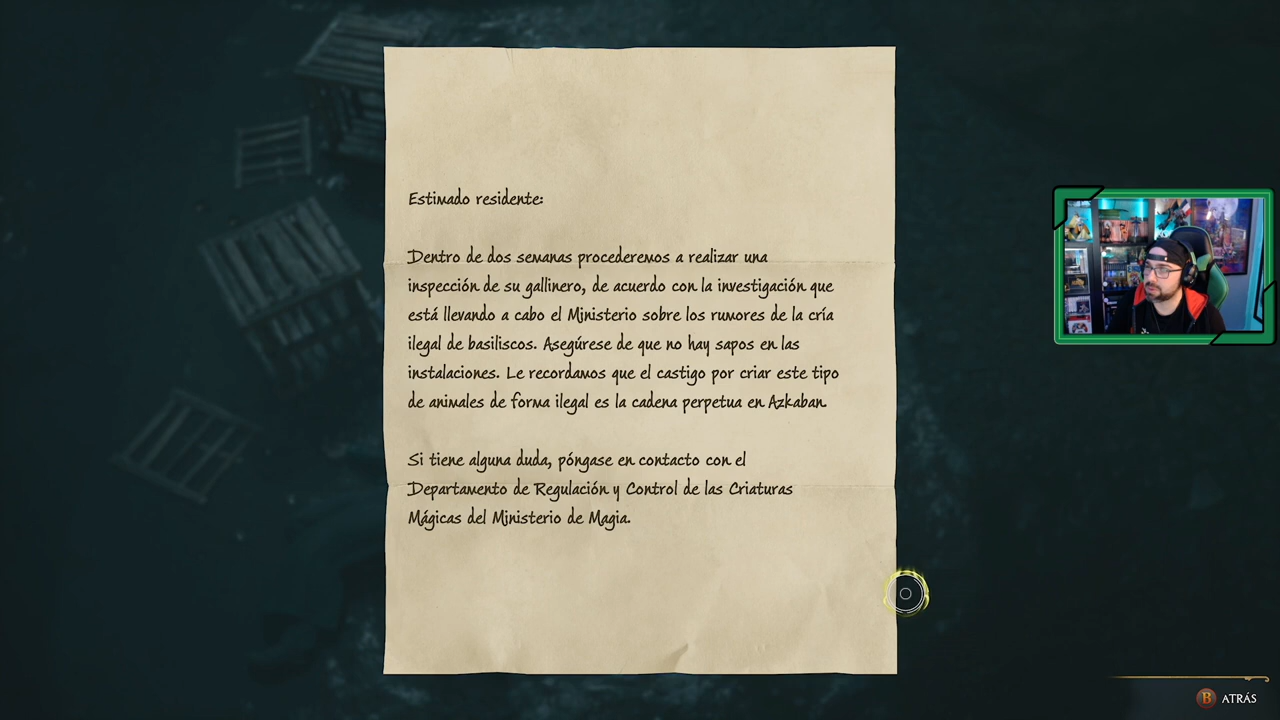 Estimado residente:
Dentro de dos semanas procederemos a realizar una
inspección de su gallinero, de acuerdo con la investigación que
está llevando a cabo el Ministerio sobre los rumores de la cría
ilegal de basiliscos. Asegúrese de que no hay sapos en las
instalaciones. Le recordamos que el castigo por criar este tipo
de animales de forma ilegal es la cadena perpetua en Azkaban.
Si tiene alguna duda, póngase en contacto con el
Departamento de Regulación y Control de las Criaturas
Mágicas del Ministerio de Magia.
B ATRÁS